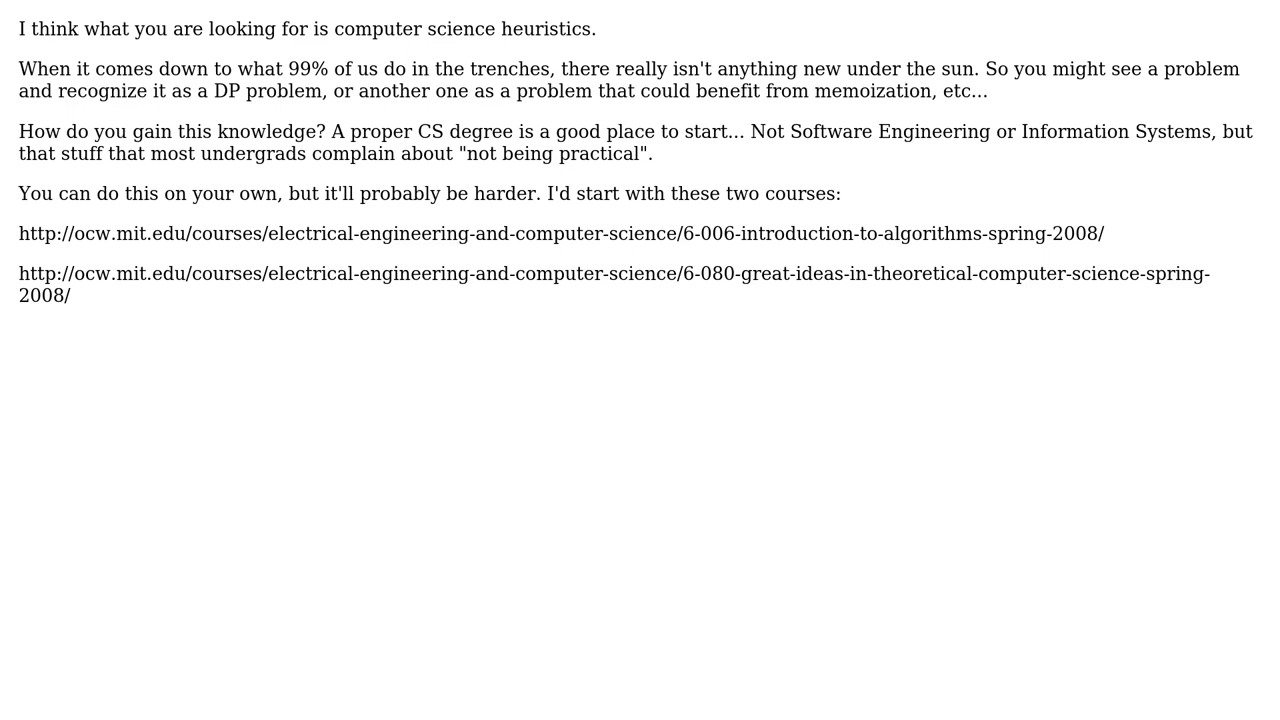 I think what you are looking for is computer science heuristics.
When it comes down to what 99% of us do in the trenches, there really isn't anything new under the sun. So you might see a problem
and recognize it as a DP problem, or another one as a problem that could benefit from memoization, etc...
How do you gain this knowledge? A proper CS degree is a good place to start... Not Software Engineering or Information Systems, but
that stuff that most undergrads complain about "not being practical".
You can do this on your own, but it'll probably be harder. I'd start with these two courses:
http://ocw.mit.edu/courses/electrical-engineering-and-computer-science/6-006-introduction-to-algorithms-spring-2008/
http://ocw.mit.edu/courses/electrical-engineering-and-computer-science/6-080-great-ideas-in-theoretical-computer-science-spring-
2008/